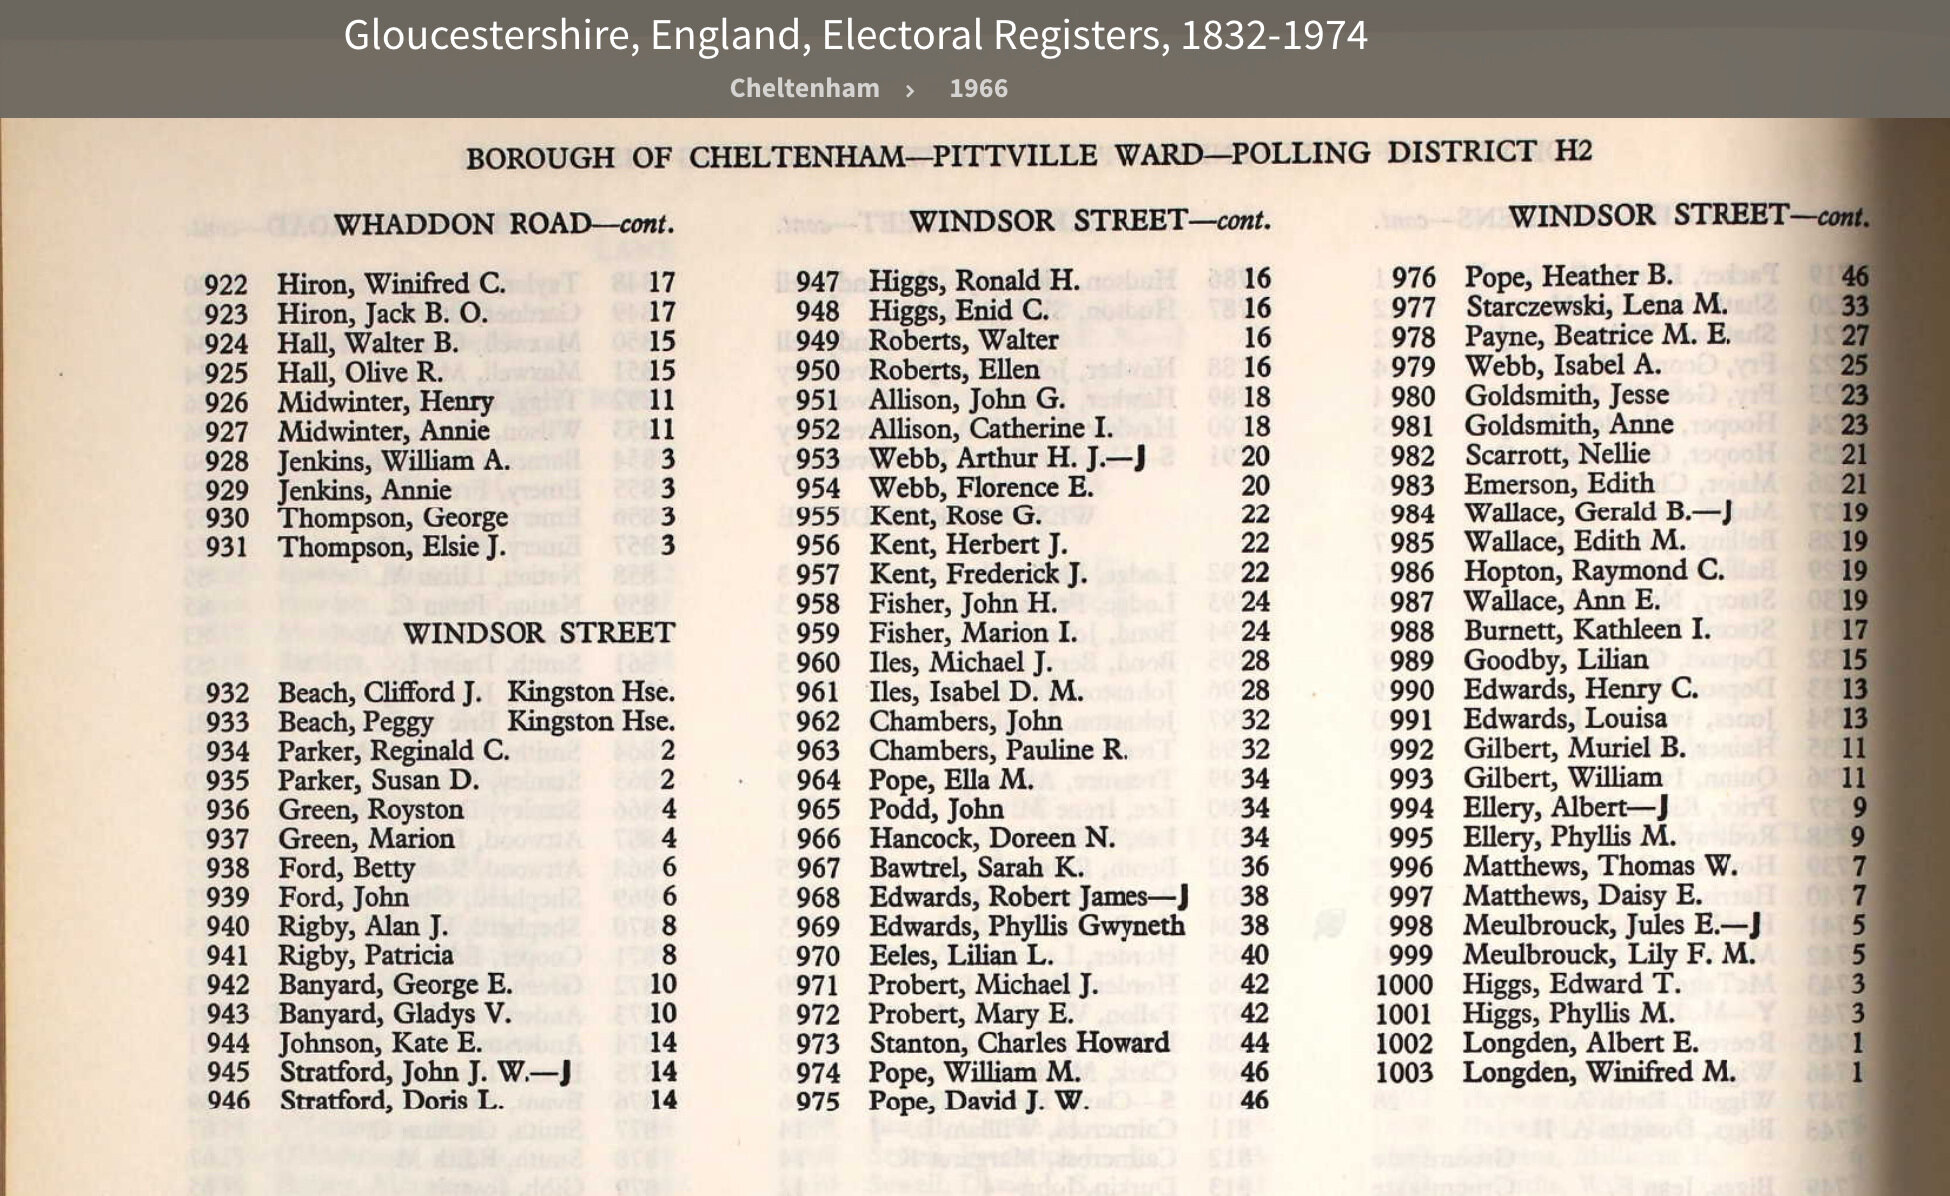 Gloucestershire, England, Electoral Registers, 1832-1974
Cheltenham › 1966
BOROUGH OF CHELTENHAM—PITTVILLE WARD—POLLING DISTRICT H2
WHADDON ROAD—cont.
922 Hiron, Winifred C. 17
923 Hiron, Jack B. O. 17
924 Hall, Walter B. 15
925 Hall, Olive R. 15
926 Midwinter, Henry 11
927 Midwinter, Annie 11
928 Jenkins, William A. 3
929 Jenkins, Annie 3
930 Thompson, George 3
931 Thompson, Elsie J. 3
WINDSOR STREET
932 Beach, Clifford J. Kingston Hse.
933 Beach, Peggy Kingston Hse.
934 Parker, Reginald C. 2
935 Parker, Susan D. 2
936 Green, Royston 4
937 Green, Marion 4
938 Ford, Betty 6
939 Ford, John 6
940 Rigby, Alan J. 8
941 Rigby, Patricia 8
942 Banyard, George E. 10
943 Banyard, Gladys V. 10
944 Johnson, Kate E. 14
945 Stratford, John J. W.—J 14
946 Stratford, Doris L. 14
WINDSOR STREET—cont.
947 Higgs, Ronald H. 16
948 Higgs, Enid C. 16
949 Roberts, Walter 16
950 Roberts, Ellen 16
951 Allison, John G. 18
952 Allison, Catherine I. 18
953 Webb, Arthur H. J.—J 20
954 Webb, Florence E. 20
955 Kent, Rose G. 22
956 Kent, Herbert J. 22
957 Kent, Frederick J. 22
958 Fisher, John H. 24
959 Fisher, Marion I. 24
960 Iles, Michael J. 28
961 Iles, Isabel D. M. 28
962 Chambers, John 32
963 Chambers, Pauline R. 32
964 Pope, Ella M. 34
965 Podd, John 34
966 Hancock, Doreen N. 34
967 Bawtrel, Sarah K. 36
968 Edwards, Robert James—J 38
969 Edwards, Phyllis Gwyneth 38
970 Eeles, Lilian L. 40
971 Probert, Michael J. 42
972 Probert, Mary E. 42
973 Stanton, Charles Howard 44
974 Pope, William M. 46
975 Pope, David J. W. 46
WINDSOR STREET—cont.
976 Pope, Heather B. 46
977 Starczewski, Lena M. 33
978 Payne, Beatrice M. E. 27
979 Webb, Isabel A. 25
980 Goldsmith, Jesse 23
981 Goldsmith, Anne 23
982 Scarrott, Nellie 21
983 Emerson, Edith 21
984 Wallace, Gerald B.—J 19
985 Wallace, Edith M. 19
986 Hopton, Raymond C. 19
987 Wallace, Ann E. 19
988 Burnett, Kathleen I. 17
989 Goodby, Lilian 15
990 Edwards, Henry C. 13
991 Edwards, Louisa 13
992 Gilbert, Muriel B. 11
993 Gilbert, William 11
994 Ellery, Albert—J 9
995 Ellery, Phyllis M. 9
996 Matthews, Thomas W. 7
997 Matthews, Daisy E. 7
998 Meulbrouck, Jules E.—J 5
999 Meulbrouck, Lily F. M. 5
1000 Higgs, Edward T. 3
1001 Higgs, Phyllis M. 3
1002 Longden, Albert E. 1
1003 Longden, Winifred M. 1